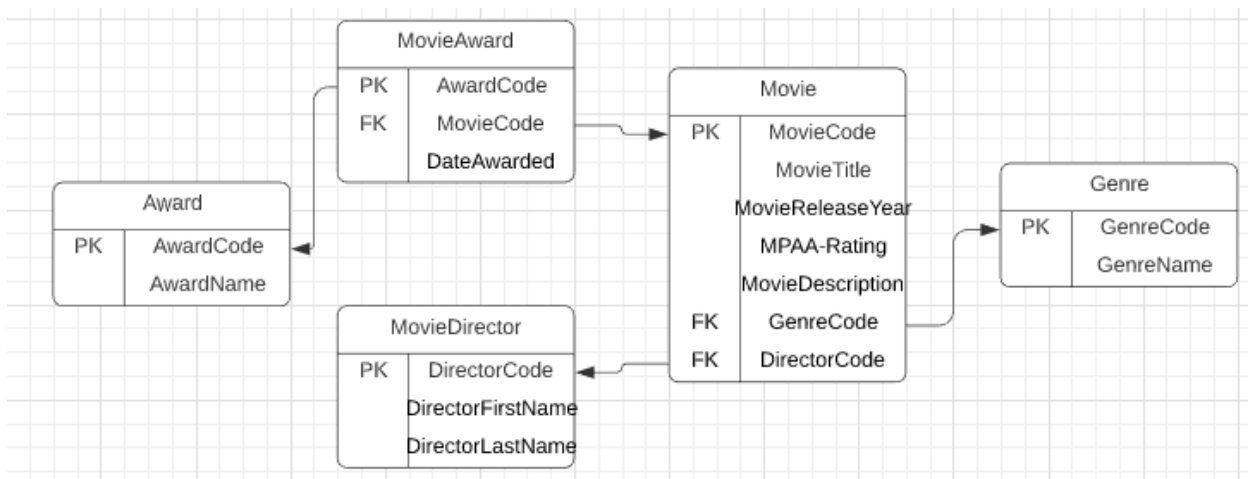 MovieAward
PK AwardCode
FK MovieCode
DateAwarded
Movie
PK MovieCode
MovieTitle
MovieReleaseYear
MPAA-Rating
MovieDescription
FK GenreCode
FK DirectorCode
Genre
PK GenreCode
GenreName
Award
PK AwardCode
AwardName
MovieDirector
PK DirectorCode
DirectorFirstName
DirectorLastName